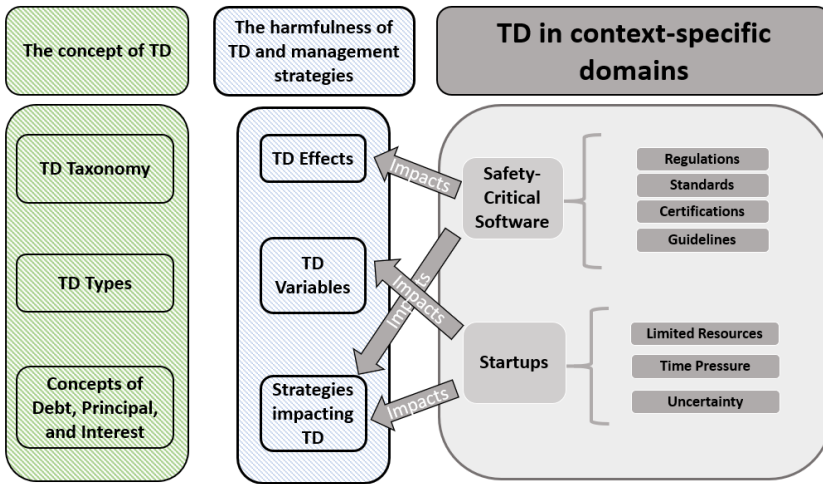 The concept of TD
The harmfulness of
TD and management
strategies
TD in context-specific
domains
TD Taxonomy
TD Types
Concepts of
Debt, Principal,
and Interest
TD Effects
TD
Variables
Strategies
impacting
TD
Impacts
Impacts
Impacts
Impacts
Safety-
Critical
Software
Startups
Regulations
Standards
Certifications
Guidelines
Limited Resources
Time Pressure
Uncertainty